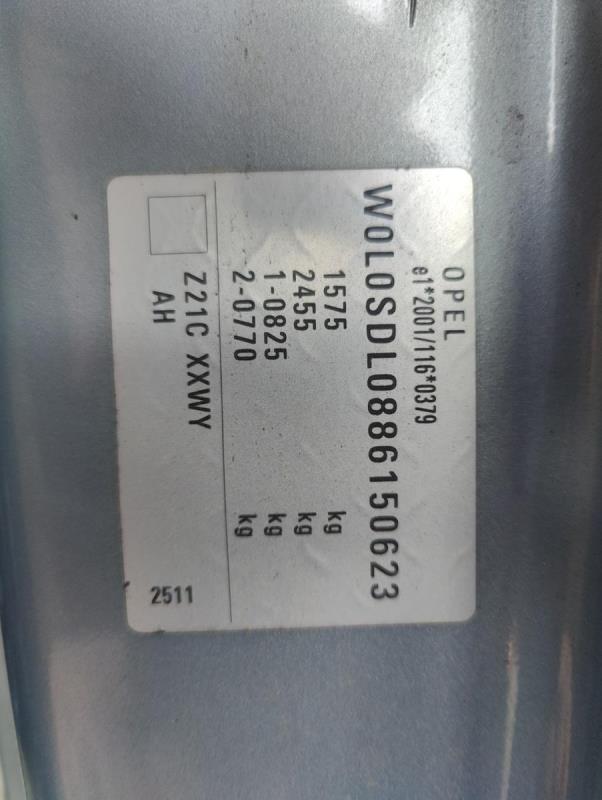 OPEL
e1*2001/116*0379
W0L0SDL0886150623
1575 kg
2455 kg
1-0825 kg
2-0770 kg
Z21C XXWY
AH
2511